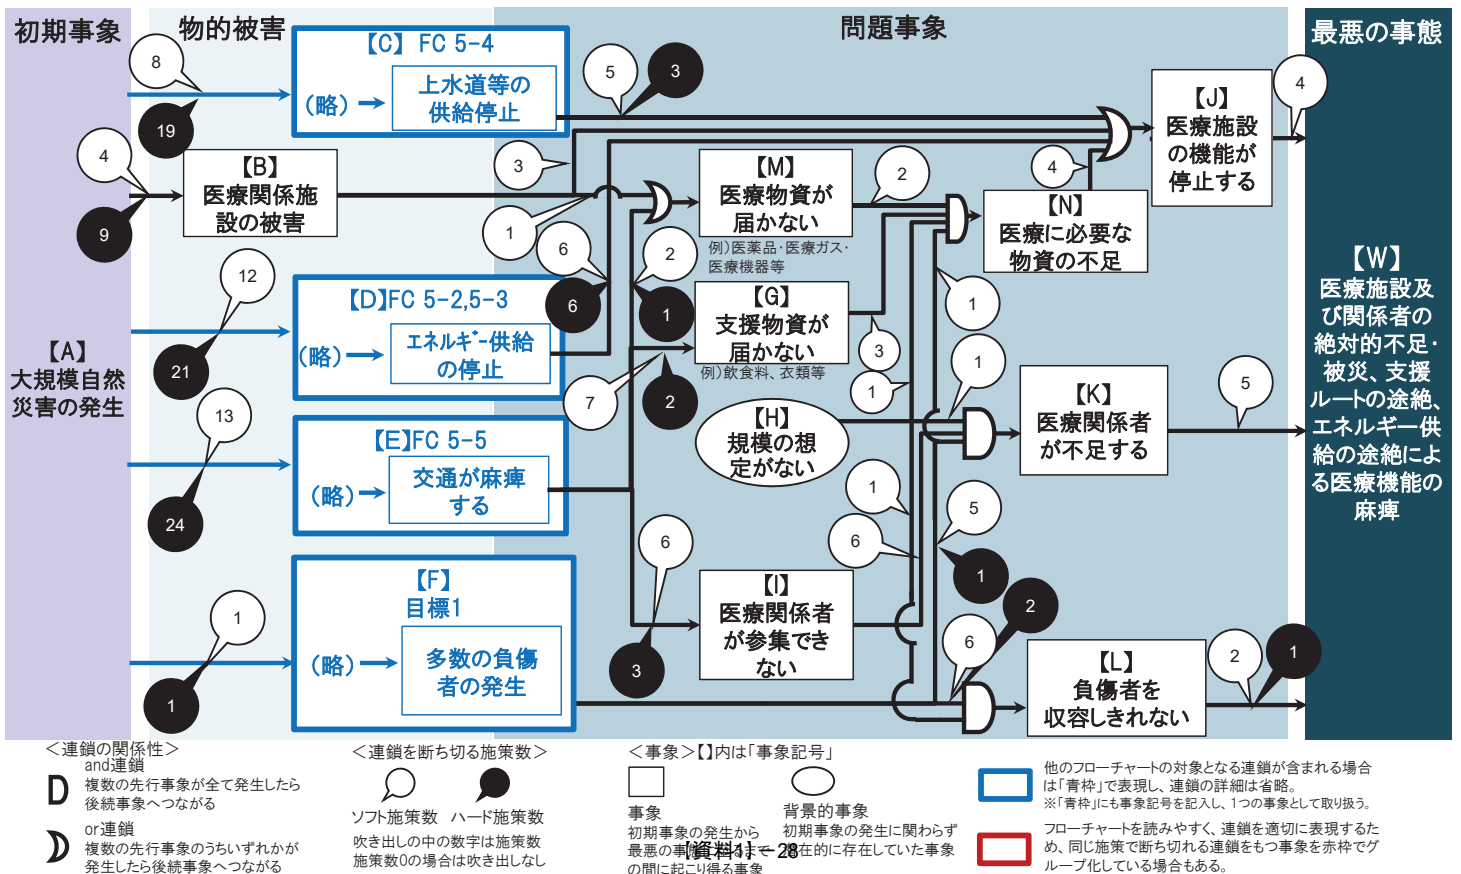 初期事象
物的被害
問題事象
最悪の事態
【C】 FC 5-4
(略)
上水道等の
供給停止
8
19
5
3
4
9
【B】
医療関係施
設の被害
3
1
【M】
医療物資が
届かない
例)医薬品・医療ガス・
医療機器等
2
4
【N】
医療に必要な
物資の不足
【J】
医療施設
の機能が
停止する
4
6
6
2
1
12
21
【D】FC 5-2,5-3
(略)
エネルギー供給
の停止
【G】
支援物資が
届かない
例)飲食料、衣類等
7
2
3
1
1
1
【A】
大規模自然
災害の発生
13
24
【E】FC 5-5
(略)
交通が麻痺
する
【H】
規模の想
定がない
【K】
医療関係者
が不足する
5
【W】
医療施設及
び関係者の
絶対的不足・
被災、支援
ルートの途絶、
エネルギー供
給の途絶によ
る医療機能の
麻痺
1
6
5
1
6
3
【I】
医療関係者
が参集でき
ない
1
1
【F】
目標1
(略)
多数の負傷
者の発生
6
2
【L】
負傷者を
収容しきれない
2
1
<連鎖の関係性>
and連鎖
複数の先行事象が全て発生したら
後続事象へつながる
or連鎖
複数の先行事象のうちいずれかが
発生したら後続事象へつながる
<連鎖を断ち切る施策数>
ソフト施策数 ハード施策数
吹き出しの中の数字は施策数
施策数0の場合は吹き出しなし
<事象>【】内は「事象記号」
事象
初期事象の発生から
の間に起こり得る事象
背景的事象
初期事象の発生に関わらず
在的に存在していた事象
【資料1】-28
他のフローチャートの対象となる連鎖が含まれる場合
は「青枠」で表現し、連鎖の詳細は省略。
※「青枠」にも事象記号を記入し、1つの事象として取り扱う。
フローチャートを読みやすく、連鎖を適切に表現するた
め、同じ施策で断ち切れる連鎖をもつ事象を赤枠でグ
ループ化している場合もある。